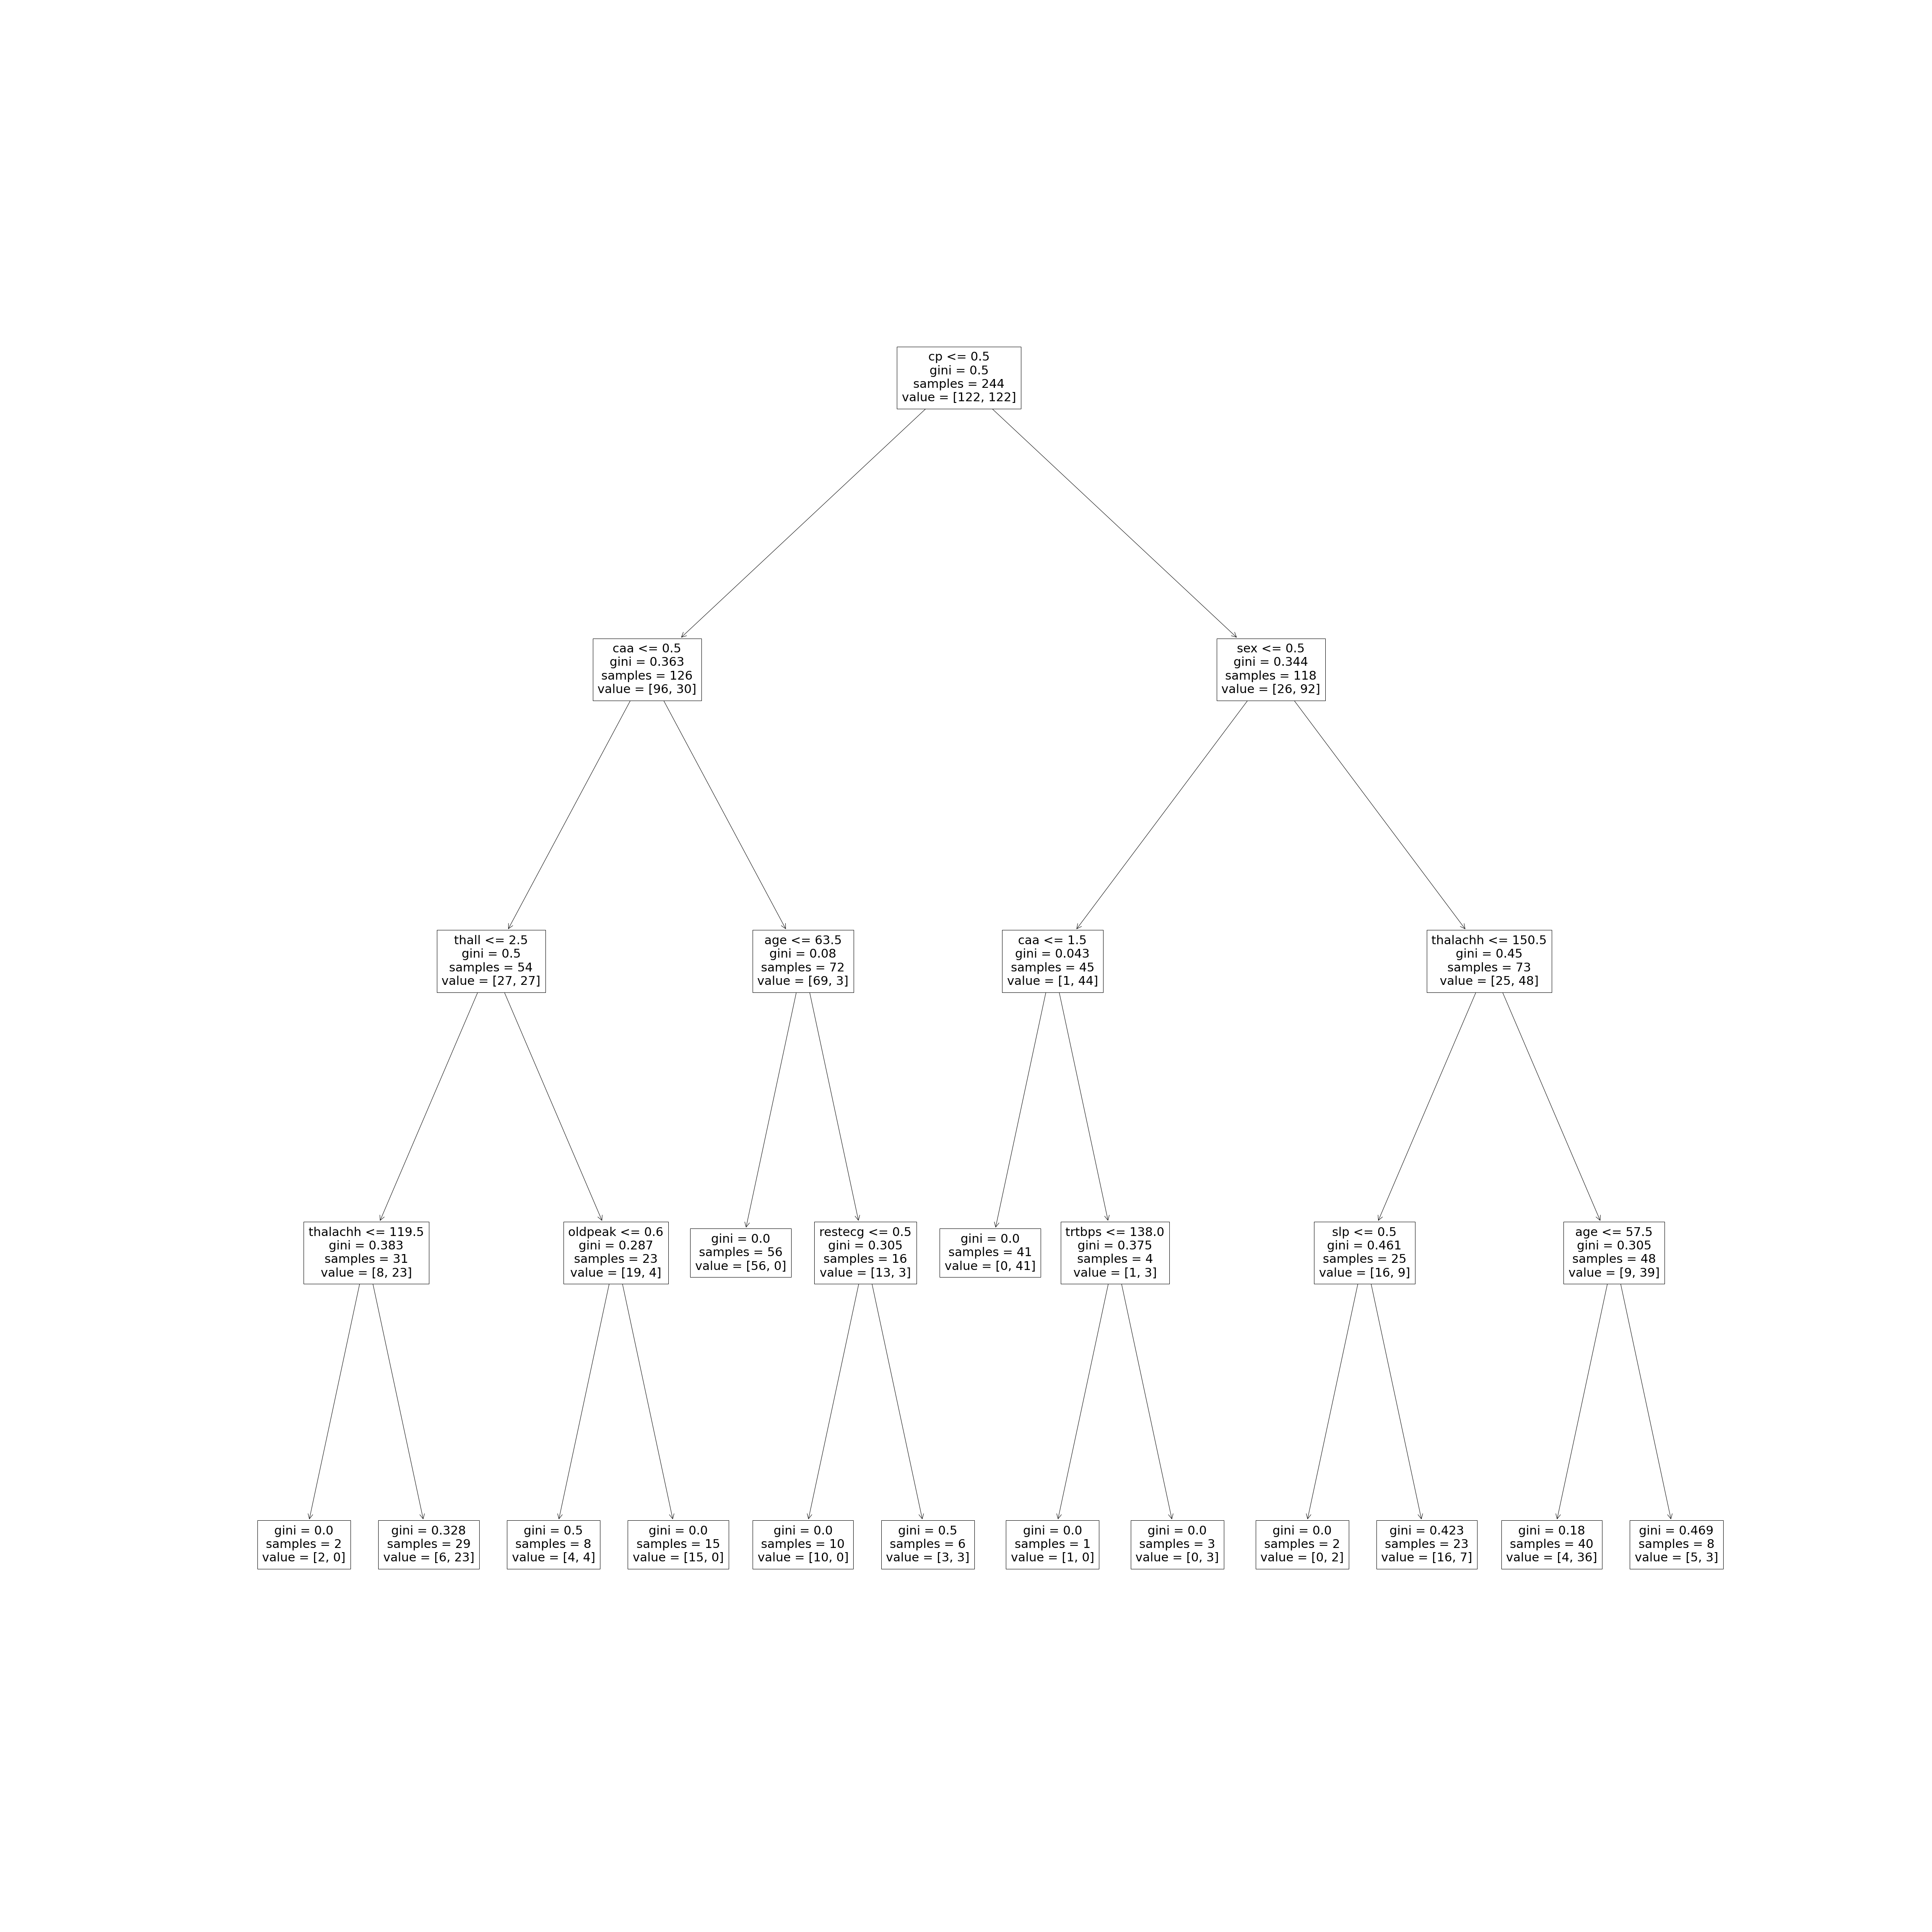 cp <= 0.5
gini = 0.5
samples = 244
value = [122, 122]
caa <= 0.5
gini = 0.363
samples = 126
value = [96, 30]
sex <= 0.5
gini = 0.344
samples = 118
value = [26, 92]
thall <= 2.5
gini = 0.5
samples = 54
value = [27, 27]
age <= 63.5
gini = 0.08
samples = 72
value = [69, 3]
caa <= 1.5
gini = 0.043
samples = 45
value = [1, 44]
thalachh <= 150.5
gini = 0.45
samples = 73
value = [25, 48]
thalachh <= 119.5
gini = 0.383
samples = 31
value = [8, 23]
oldpeak <= 0.6
gini = 0.287
samples = 23
value = [19, 4]
gini = 0.0
samples = 56
value = [56, 0]
restecg <= 0.5
gini = 0.305
samples = 16
value = [13, 3]
gini = 0.0
samples = 41
value = [0, 41]
trtbps <= 138.0
gini = 0.375
samples = 4
value = [1, 3]
slp <= 0.5
gini = 0.461
samples = 25
value = [16, 9]
age <= 57.5
gini = 0.305
samples = 48
value = [9, 39]
gini = 0.0
samples = 2
value = [2, 0]
gini = 0.328
samples = 29
value = [6, 23]
gini = 0.5
samples = 8
value = [4, 4]
gini = 0.0
samples = 15
value = [15, 0]
gini = 0.0
samples = 10
value = [10, 0]
gini = 0.5
samples = 6
value = [3, 3]
gini = 0.0
samples = 1
value = [1, 0]
gini = 0.0
samples = 3
value = [0, 3]
gini = 0.0
samples = 2
value = [0, 2]
gini = 0.423
samples = 23
value = [16, 7]
gini = 0.18
samples = 40
value = [4, 36]
gini = 0.469
samples = 8
value = [5, 3]